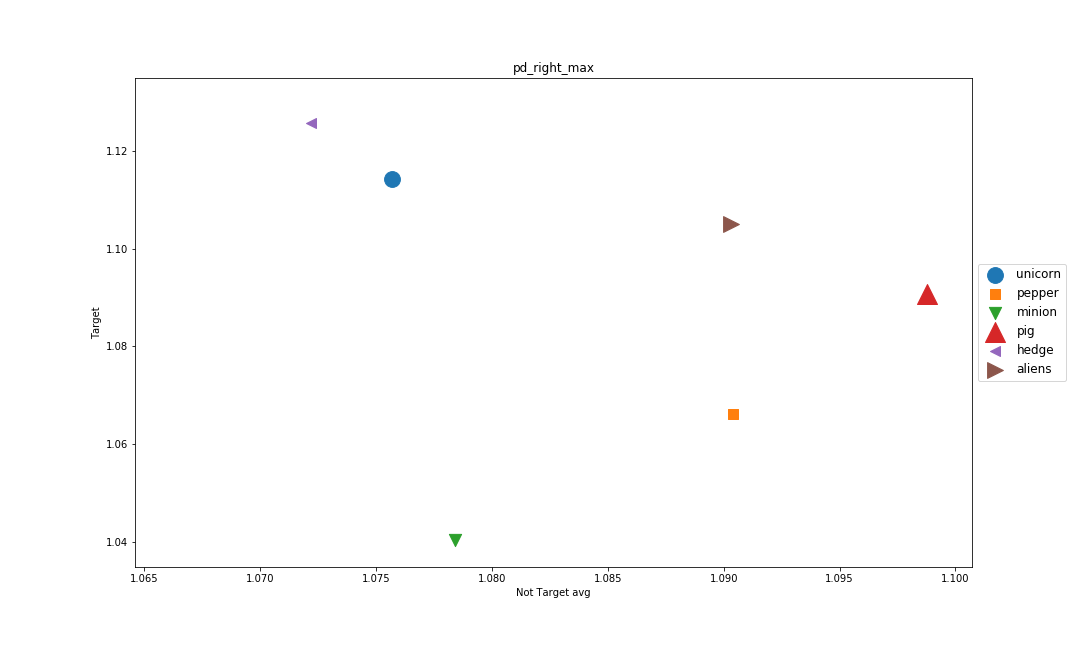 pd_right_max
1.12
1.10
1.08
1.06
1.04
Target
1.065 1.070 1.075 1.080 1.085 1.090 1.095 1.100
Not Target avg
unicorn
pepper
minion
pig
hedge
aliens